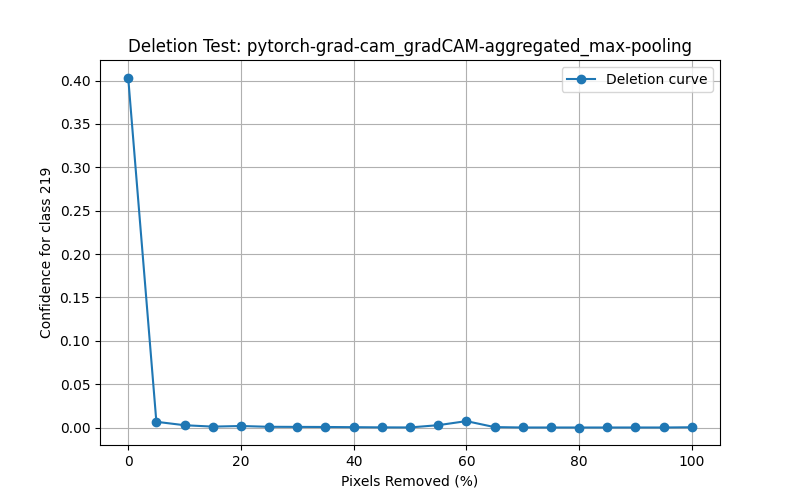 Deletion Test: pytorch-grad-cam_gradCAM-aggregated_max-pooling
Deletion curve
0.40
0.35
0.30
0.25
0.20
0.15
0.10
0.05
0.00
Confidence for class 219
0 20 40 60 80 100
Pixels Removed (%)